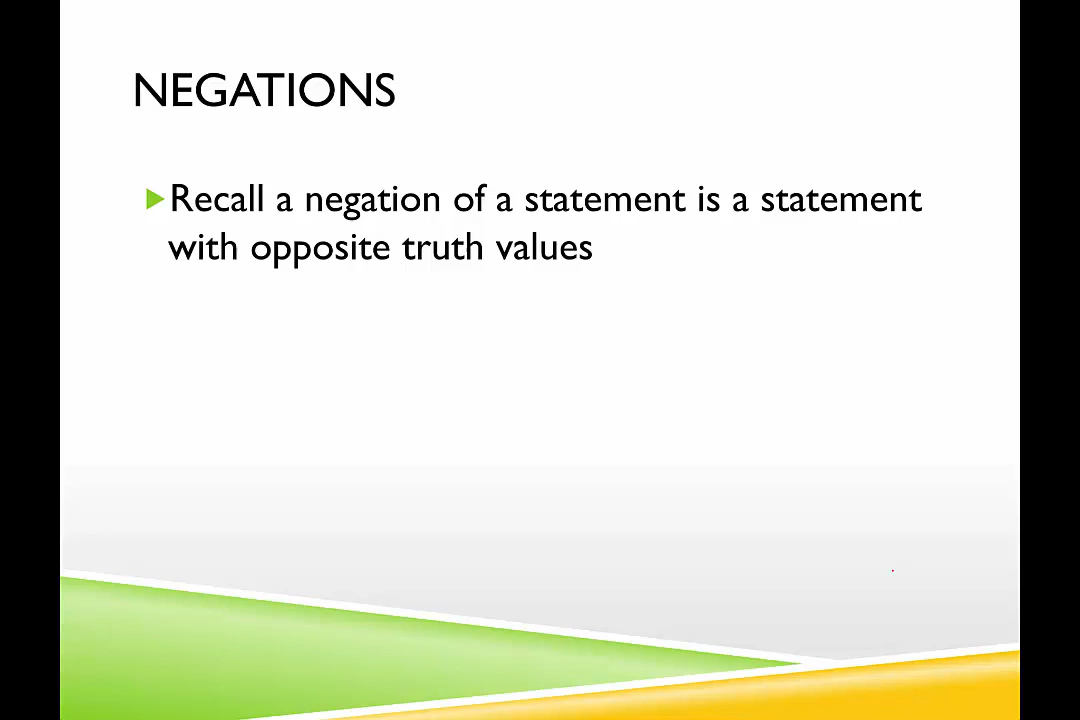 NEGATIONS
Recall a negation of a statement is a statement
with opposite truth values